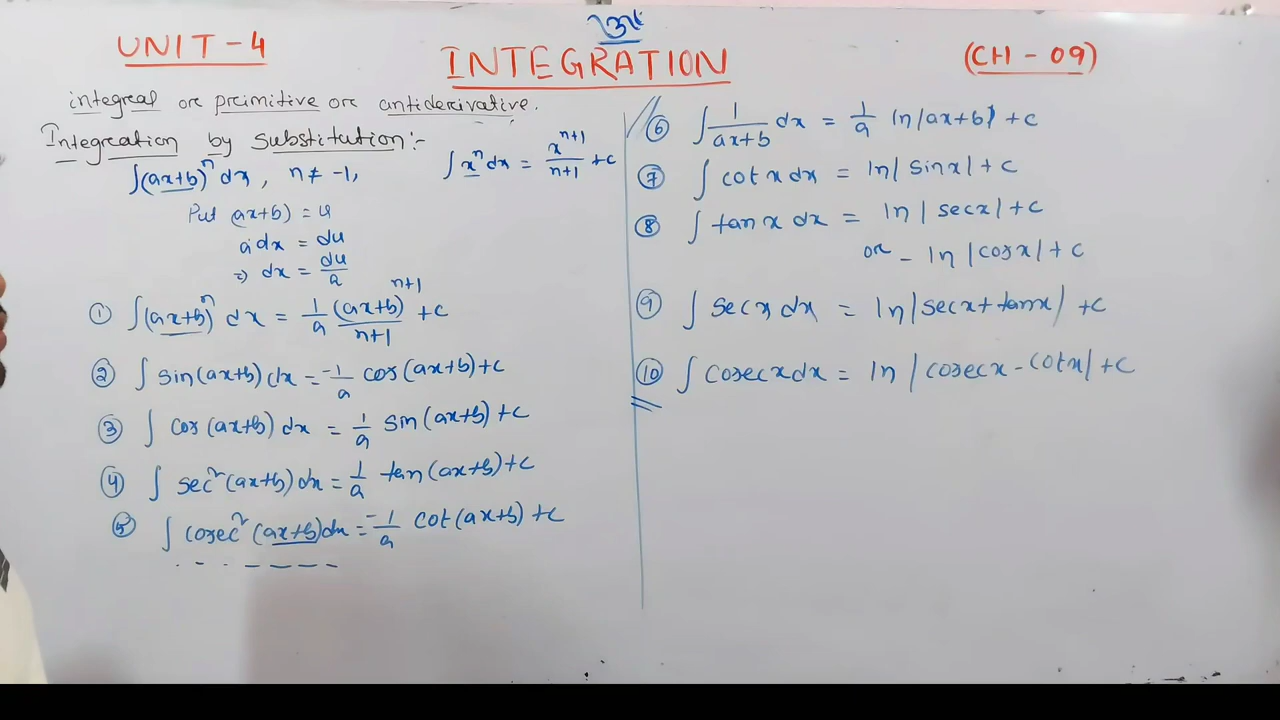 UNIT - 4
INTEGRATION
(CH - 09)
integral or primitive or antiderivative.
Integration by substitution :-
∫(ax+b)ⁿ dx, n ≠ -1,
∫xⁿ dx = xⁿ⁺¹/n+1 + c
Put (ax+b) = u
a dx = du
⇒ dx = du/a
① ∫(ax+b)ⁿ dx = 1/a (ax+b)ⁿ⁺¹/n+1 + c
② ∫ sin(ax+b) dx = -1/a cos(ax+b) + c
③ ∫ cos(ax+b) dx = 1/a sin(ax+b) + c
④ ∫ sec²(ax+b) dx = 1/a tan(ax+b) + c
⑤ ∫ cosec²(ax+b) dx = -1/a cot(ax+b) + c
⑥ ∫ 1/ax+b dx = 1/a ln|ax+b| + c
⑦ ∫ cot x dx = ln|sin x| + c
⑧ ∫ tan x dx = ln|sec x| + c
or - ln|cos x| + c
⑨ ∫ sec x dx = ln|sec x + tan x| + c
⑩ ∫ cosec x dx = ln|cosec x - cot x| + c